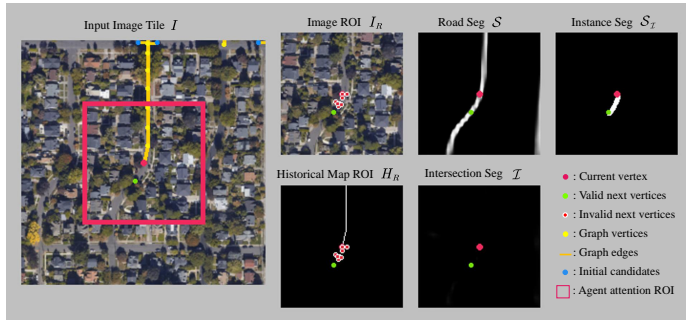 Input Image Tile I
Image ROI I_R
Road Seg S
Instance Seg S_I
Historical Map ROI H_R
Intersection Seg I
: Current vertex
: Valid next vertices
: Invalid next vertices
: Graph vertices
: Graph edges
: Initial candidates
: Agent attention ROI